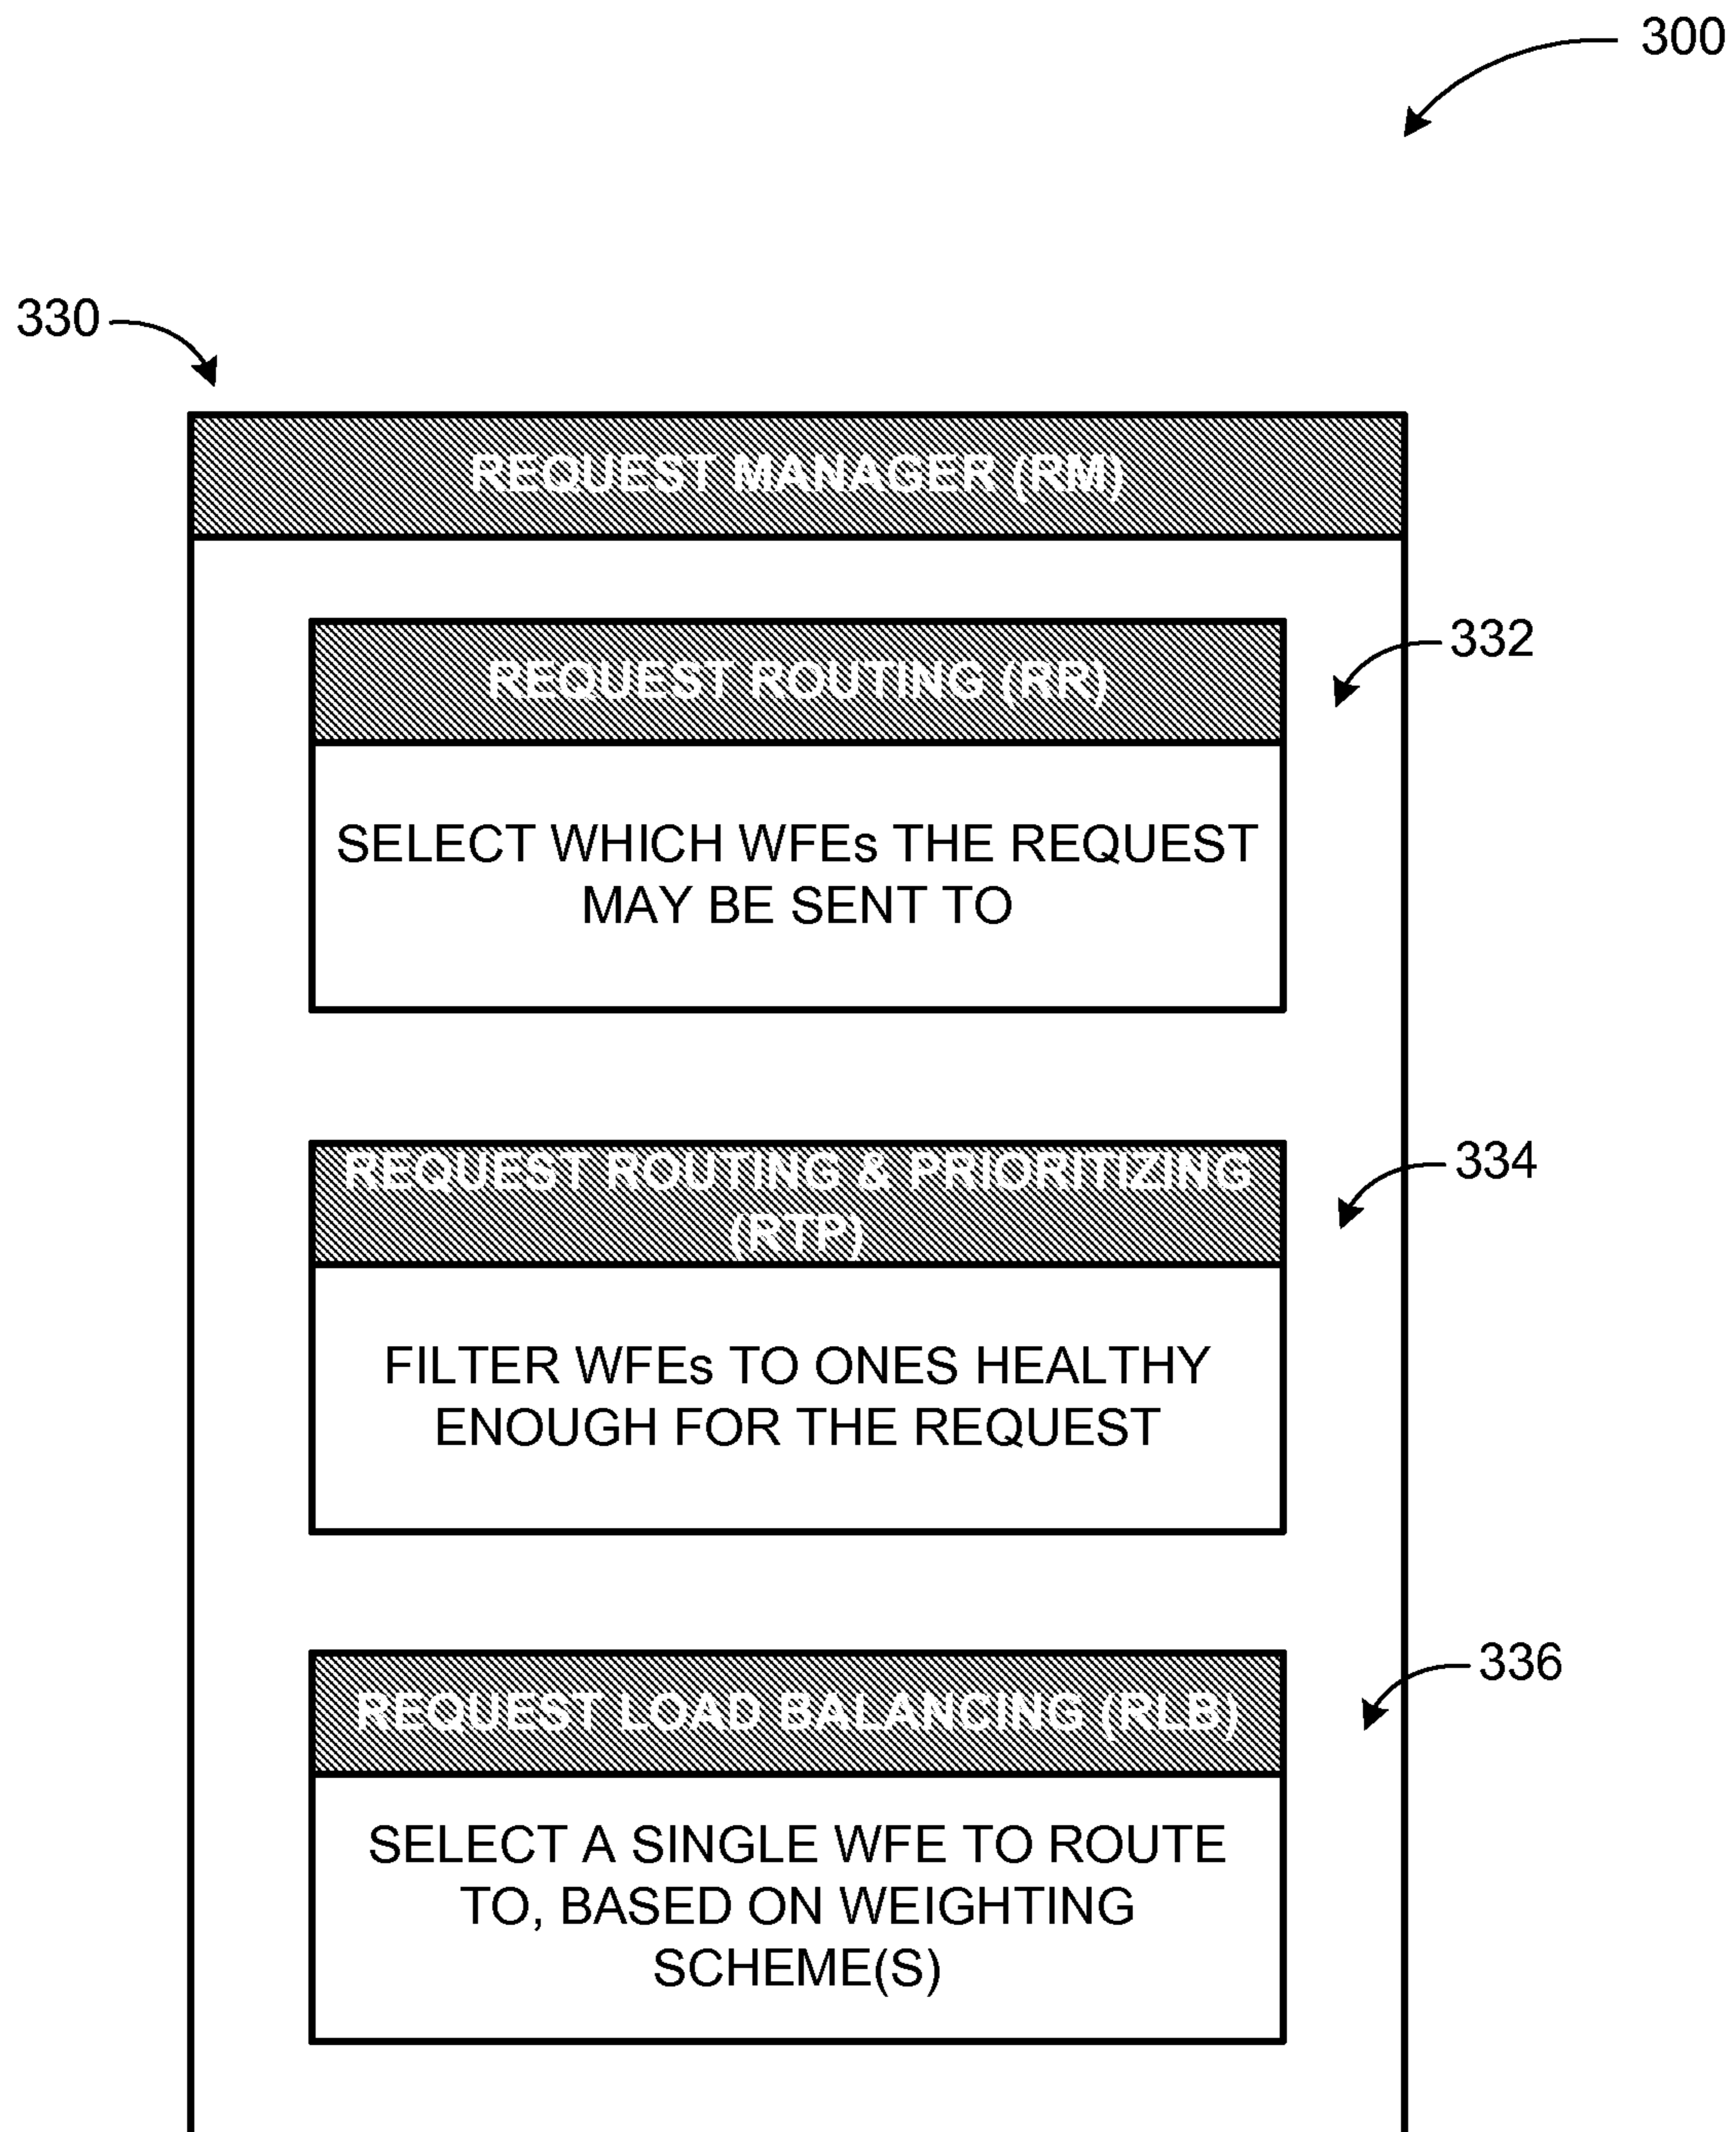 300
330
REQUEST MANAGER (RM)
332
REQUEST ROUTING (RR)
SELECT WHICH WFEs THE REQUEST
MAY BE SENT TO
334
REQUEST ROUTING & PRIORITIZING
(RTP)
FILTER WFEs TO ONES HEALTHY
ENOUGH FOR THE REQUEST
336
REQUEST LOAD BALANCING (RLB)
SELECT A SINGLE WFE TO ROUTE
TO, BASED ON WEIGHTING
SCHEME(S)